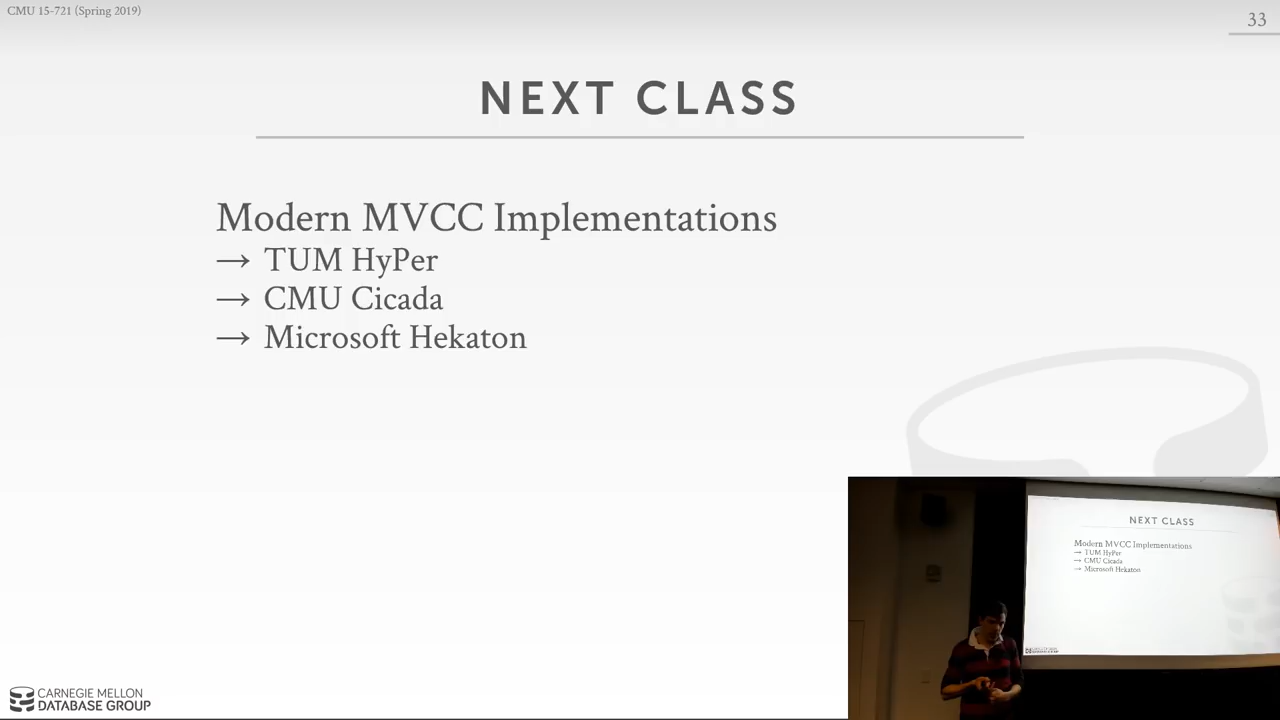 CMU 15-721 (Spring 2019)
33
NEXT CLASS
Modern MVCC Implementations
→ TUM HyPer
→ CMU Cicada
→ Microsoft Hekaton
NEXT CLASS
Modern MVCC Implementations
→ TUM HyPer
→ CMU Cicada
→ Microsoft Hekaton
CARNEGIE MELLON
DATABASE GROUP